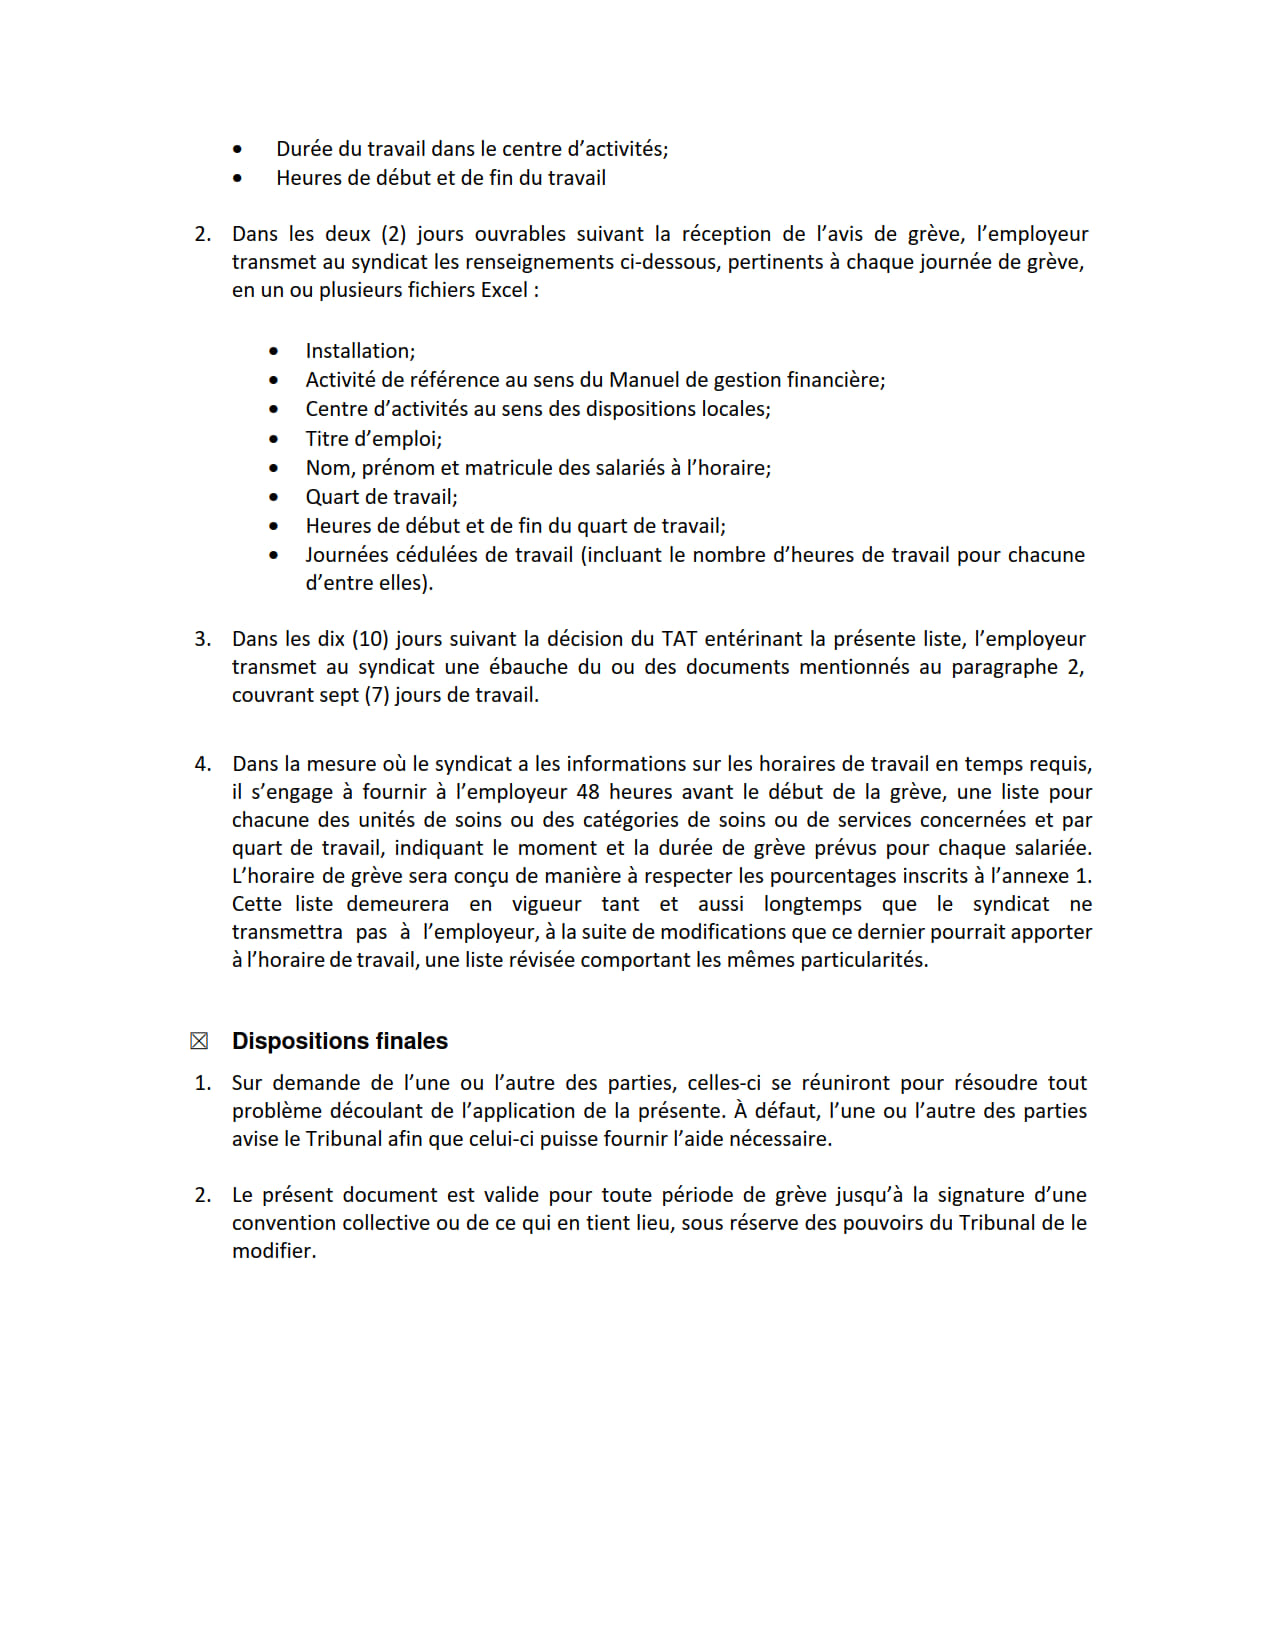 • Durée du travail dans le centre d’activités;
• Heures de début et de fin du travail
2. Dans les deux (2) jours ouvrables suivant la réception de l’avis de grève, l’employeur
transmet au syndicat les renseignements ci-dessous, pertinents à chaque journée de grève,
en un ou plusieurs fichiers Excel :
• Installation;
• Activité de référence au sens du Manuel de gestion financière;
• Centre d’activités au sens des dispositions locales;
• Titre d’emploi;
• Nom, prénom et matricule des salariés à l’horaire;
• Quart de travail;
• Heures de début et de fin du quart de travail;
• Journées cédulées de travail (incluant le nombre d’heures de travail pour chacune
d’entre elles).
3. Dans les dix (10) jours suivant la décision du TAT entérinant la présente liste, l’employeur
transmet au syndicat une ébauche du ou des documents mentionnés au paragraphe 2,
couvrant sept (7) jours de travail.
4. Dans la mesure où le syndicat a les informations sur les horaires de travail en temps requis,
il s’engage à fournir à l’employeur 48 heures avant le début de la grève, une liste pour
chacune des unités de soins ou des catégories de soins ou de services concernées et par
quart de travail, indiquant le moment et la durée de grève prévus pour chaque salariée.
L’horaire de grève sera conçu de manière à respecter les pourcentages inscrits à l’annexe 1.
Cette liste demeurera en vigueur tant et aussi longtemps que le syndicat ne
transmettra pas à l’employeur, à la suite de modifications que ce dernier pourrait apporter
à l’horaire de travail, une liste révisée comportant les mêmes particularités.
☒ Dispositions finales
1. Sur demande de l’une ou l’autre des parties, celles-ci se réuniront pour résoudre tout
problème découlant de l’application de la présente. À défaut, l’une ou l’autre des parties
avise le Tribunal afin que celui-ci puisse fournir l’aide nécessaire.
2. Le présent document est valide pour toute période de grève jusqu’à la signature d’une
convention collective ou de ce qui en tient lieu, sous réserve des pouvoirs du Tribunal de le
modifier.